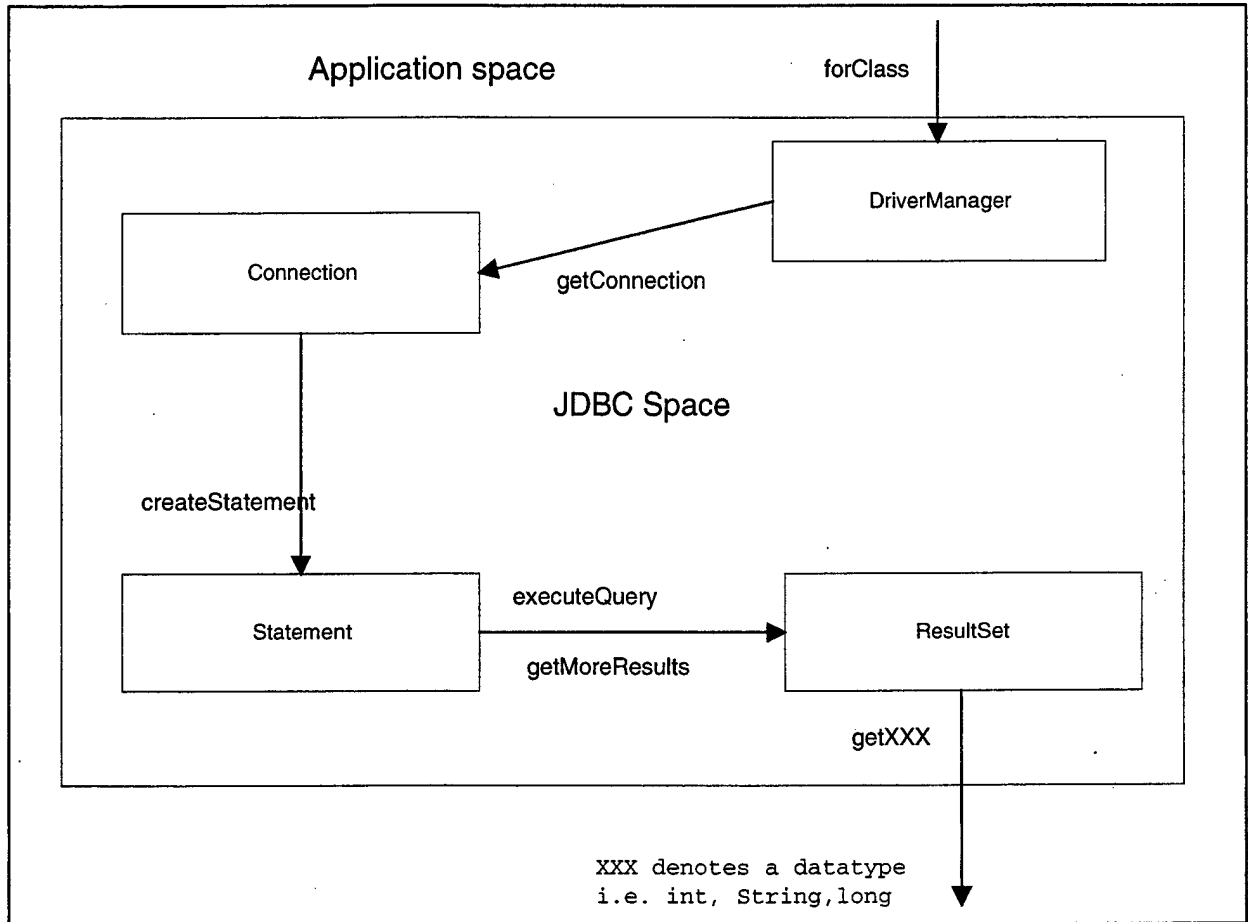 Application space
forClass
DriverManager
Connection
getConnection
JDBC Space
createStatement
executeQuery
Statement
ResultSet
getMoreResults
getXXX
XXX denotes a datatype
i.e. int, String,long